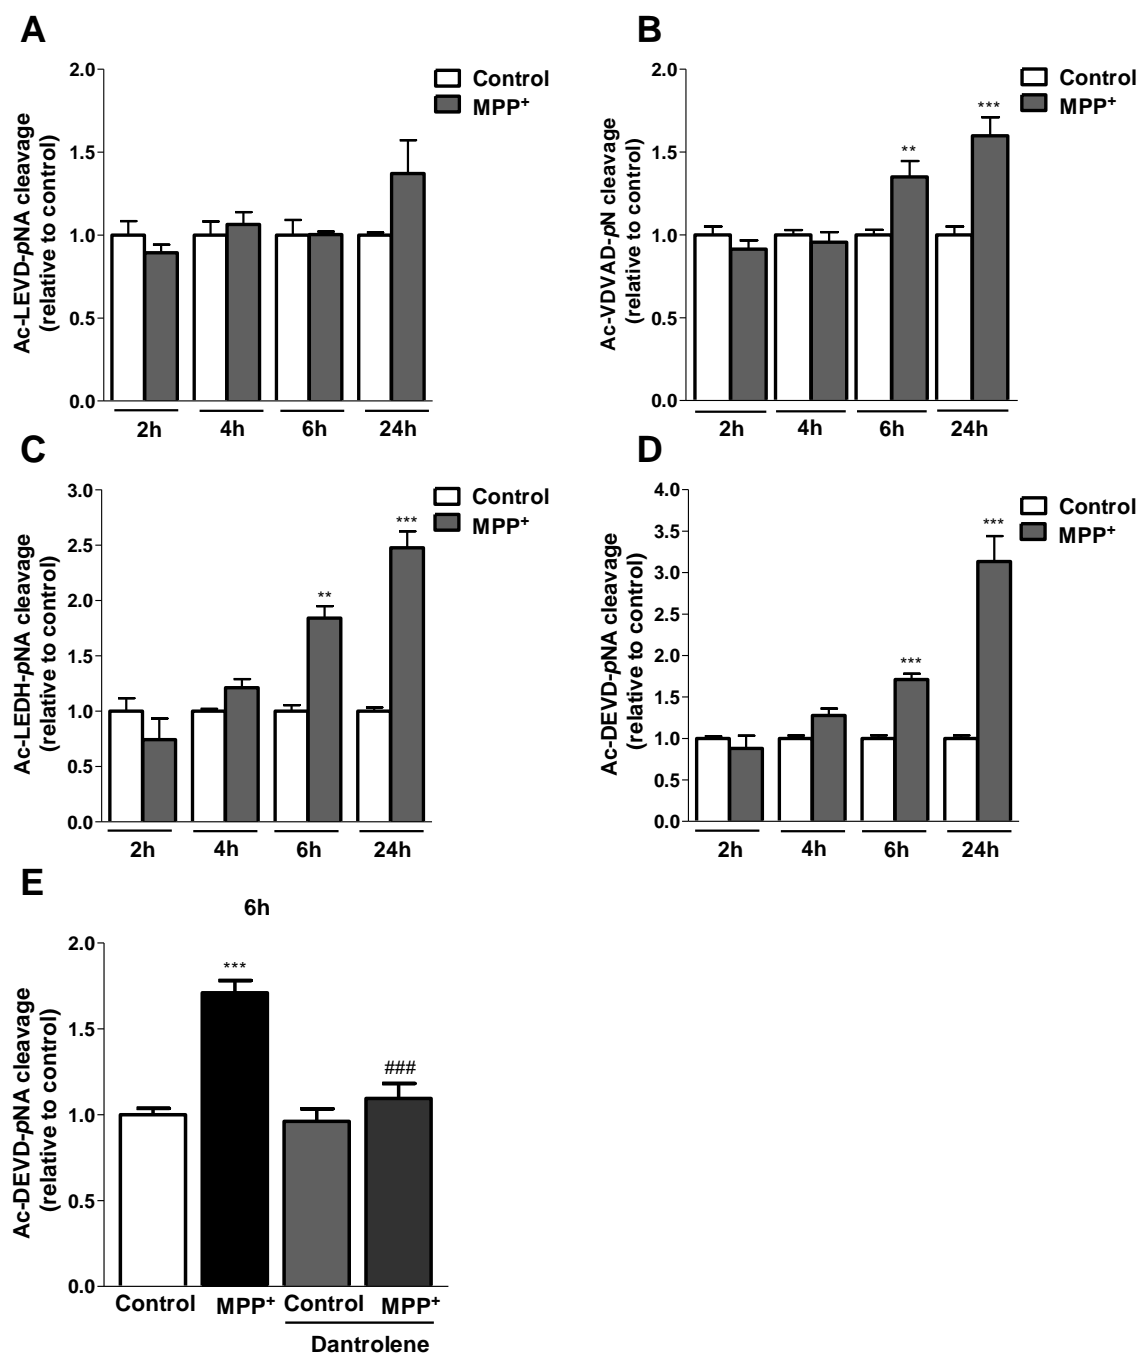 A
Ac-LEVD-pNA cleavage
(relative to control)
2.0
1.5
1.0
0.5
0.0
Control
MPP+
2h 4h 6h 24h
B
Ac-VDVAD-pN cleavage
(relative to control)
2.0
1.5
1.0
0.5
0.0
Control
MPP+
**
***
2h 4h 6h 24h
C
Ac-LEDH-pNA cleavage
(relative to control)
3.0
2.5
2.0
1.5
1.0
0.5
0.0
Control
MPP+
**
***
2h 4h 6h 24h
D
Ac-DEVD-pNA cleavage
(relative to control)
4.0
3.5
3.0
2.5
2.0
1.5
1.0
0.5
0.0
Control
MPP+
***
***
2h 4h 6h 24h
E
6h
Ac-DEVD-pNA cleavage
(relative to control)
2.0
1.5
1.0
0.5
0.0
***
###
Control MPP+ Control MPP+
Dantrolene